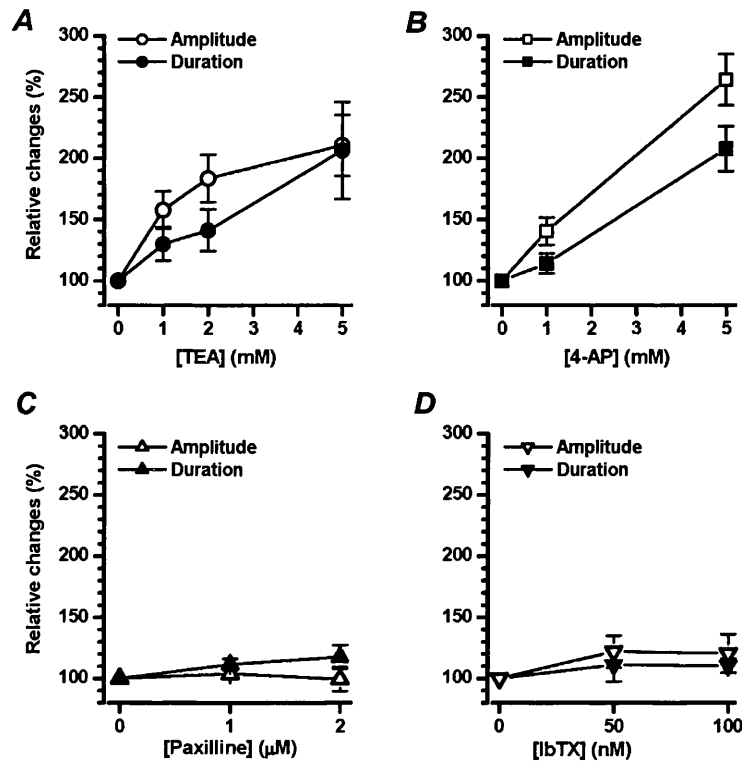 A
Relative changes (%)
300
250
200
150
100
Amplitude
Duration
0 1 2 3 4 5
[TEA] (mM)
B
300
250
200
150
100
Amplitude
Duration
0 1 2 3 4 5
[4-AP] (mM)
C
Relative changes (%)
300
250
200
150
100
Amplitude
Duration
0 1 2
[Paxilline] (μM)
D
300
250
200
150
100
Amplitude
Duration
0 50 100
[IbTX] (nM)